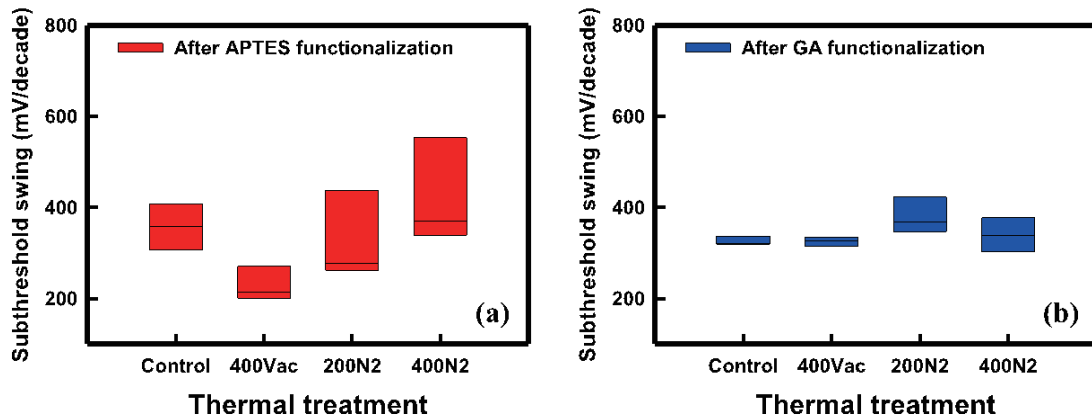 Subthreshold swing (mV/decade)
800
600
400
200
After APTES functionalization
(a)
Control 400Vac 200N2 400N2
Thermal treatment
Subthreshold swing (mV/decade)
800
600
400
200
After GA functionalization
(b)
Control 400Vac 200N2 400N2
Thermal treatment